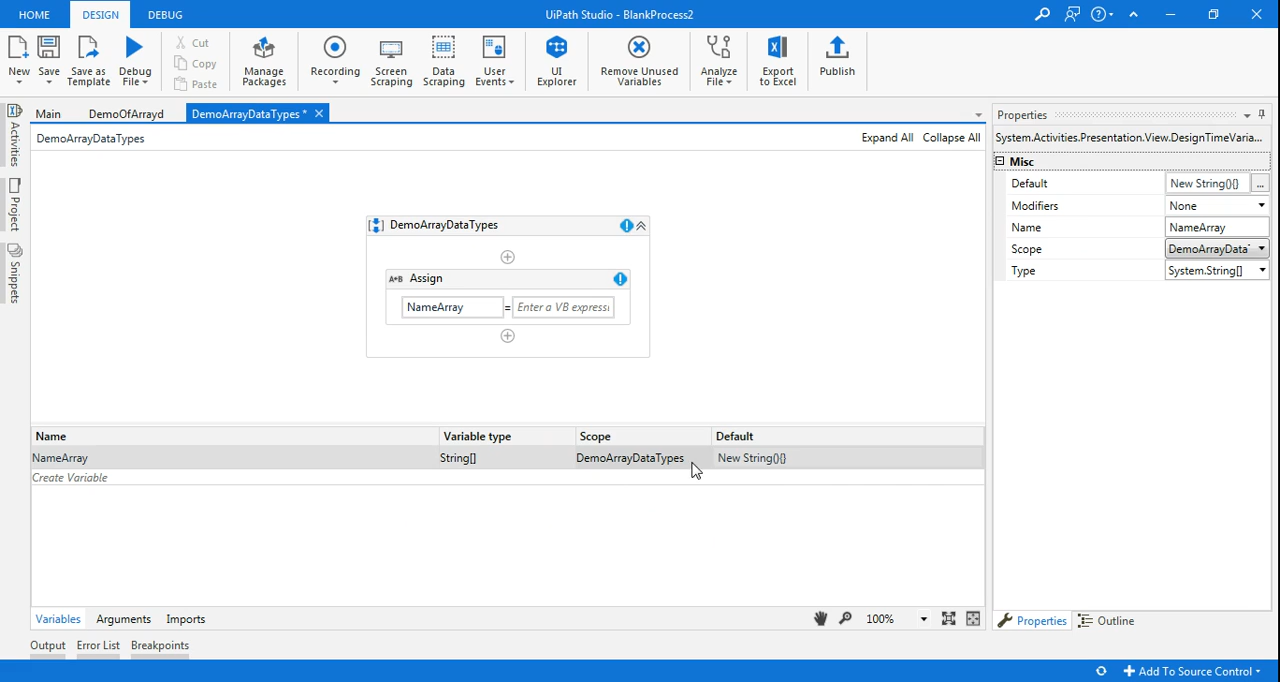 HOME DESIGN DEBUG UiPath Studio - BlankProcess2
New Save Save as Template Debug File Cut Copy Paste Manage Packages Recording Screen Scraping Data Scraping User Events UI Explorer Remove Unused Variables Analyze File Export to Excel Publish
Main DemoOfArrayd DemoArrayDataTypes *
DemoArrayDataTypes Expand All Collapse All
Activities
Project
Snippets
DemoArrayDataTypes
A+B Assign
NameArray = Enter a VB expressi
Name Variable type Scope Default
NameArray String[] DemoArrayDataTypes New String(){}
Create Variable
Variables Arguments Imports 100%
Output Error List Breakpoints
Properties
System.Activities.Presentation.View.DesignTimeVaria...
Misc
Default New String(){} ...
Modifiers None
Name NameArray
Scope DemoArrayData
Type System.String[]
Properties Outline
Add To Source Control